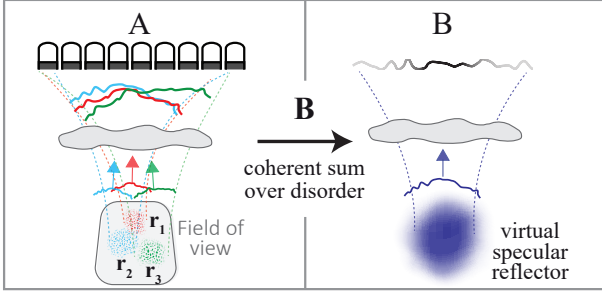 A
B
B
coherent sum
over disorder
r1
r2
r3
Field of
view
virtual
specular
reflector